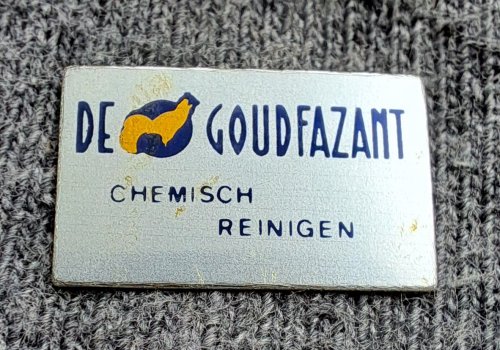 DE GOUDFAZANT
CHEMISCH
REINIGEN